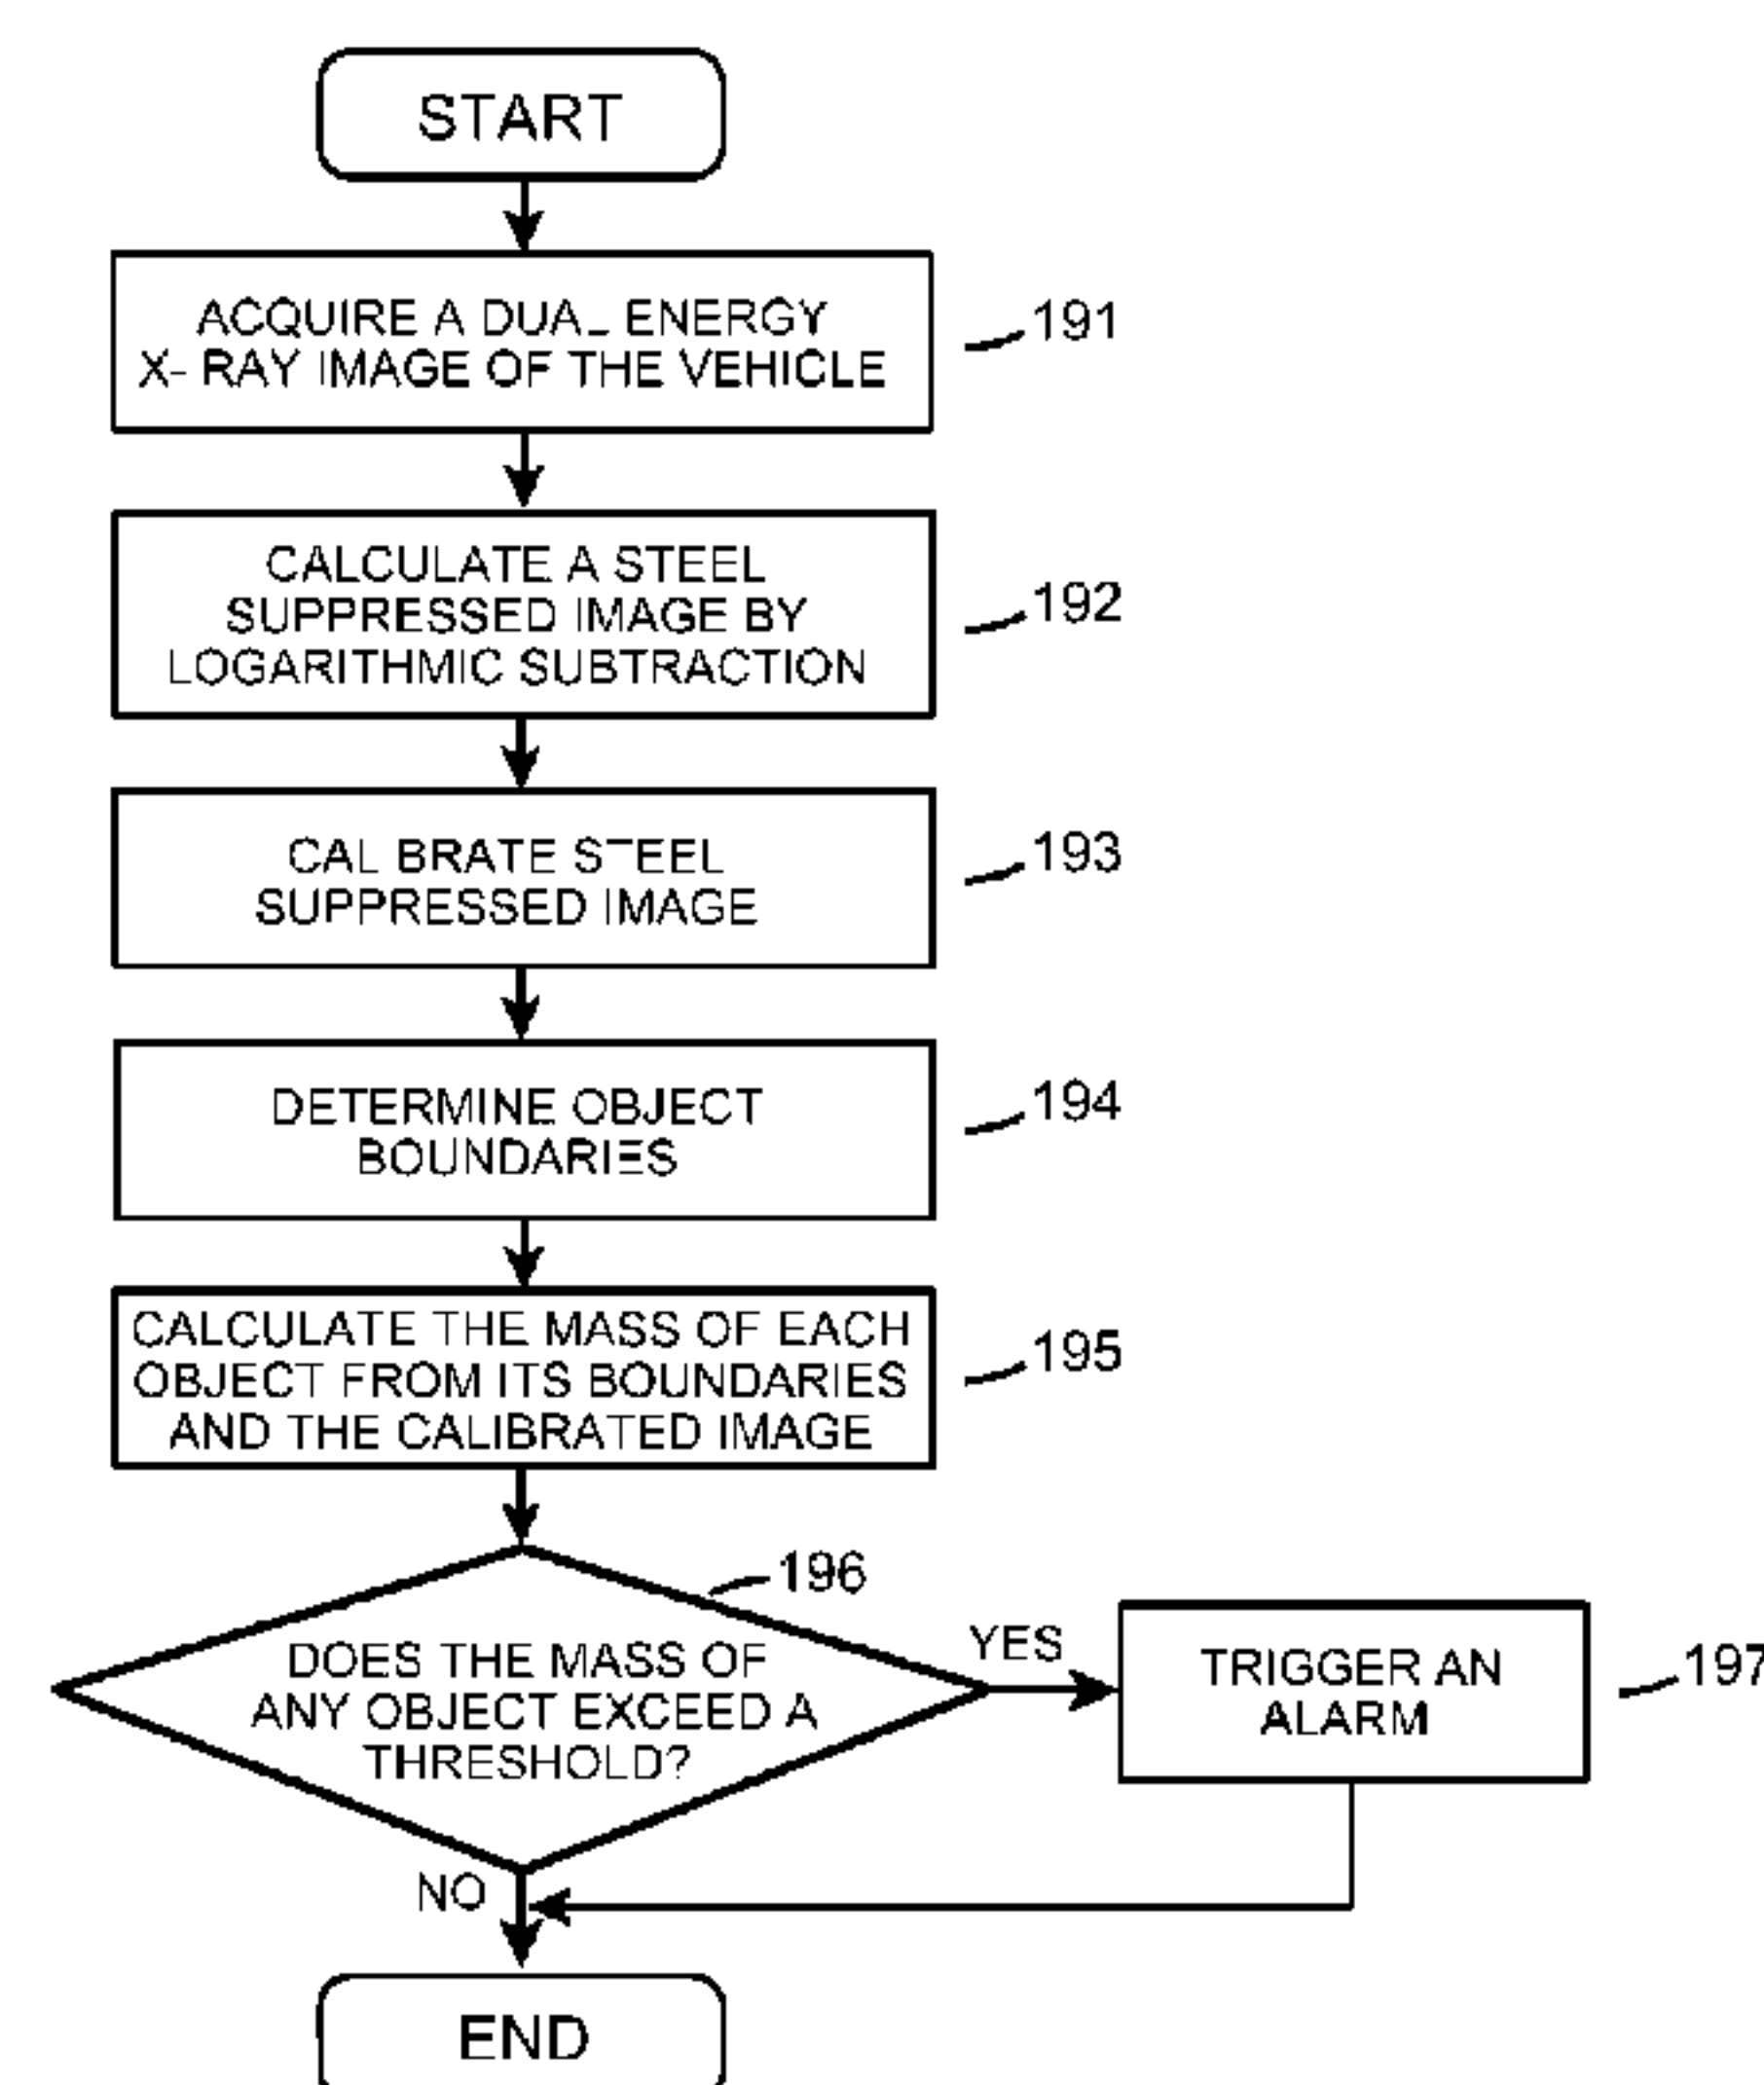 START
ACQUIRE A DUAL ENERGY
X- RAY IMAGE OF THE VEHICLE
191
CALCULATE A STEEL
SUPPRESSED IMAGE BY
LOGARITHMIC SUBTRACTION
192
CAL BRATE STEEL
SUPPRESSED IMAGE
193
DETERMINE OBJECT
BOUNDARIES
194
CALCULATE THE MASS OF EACH
OBJECT FROM ITS BOUNDARIES
AND THE CALIBRATED IMAGE
195
196
DOES THE MASS OF
ANY OBJECT EXCEED A
THRESHOLD?
YES
TRIGGER AN
ALARM
197
NO
END